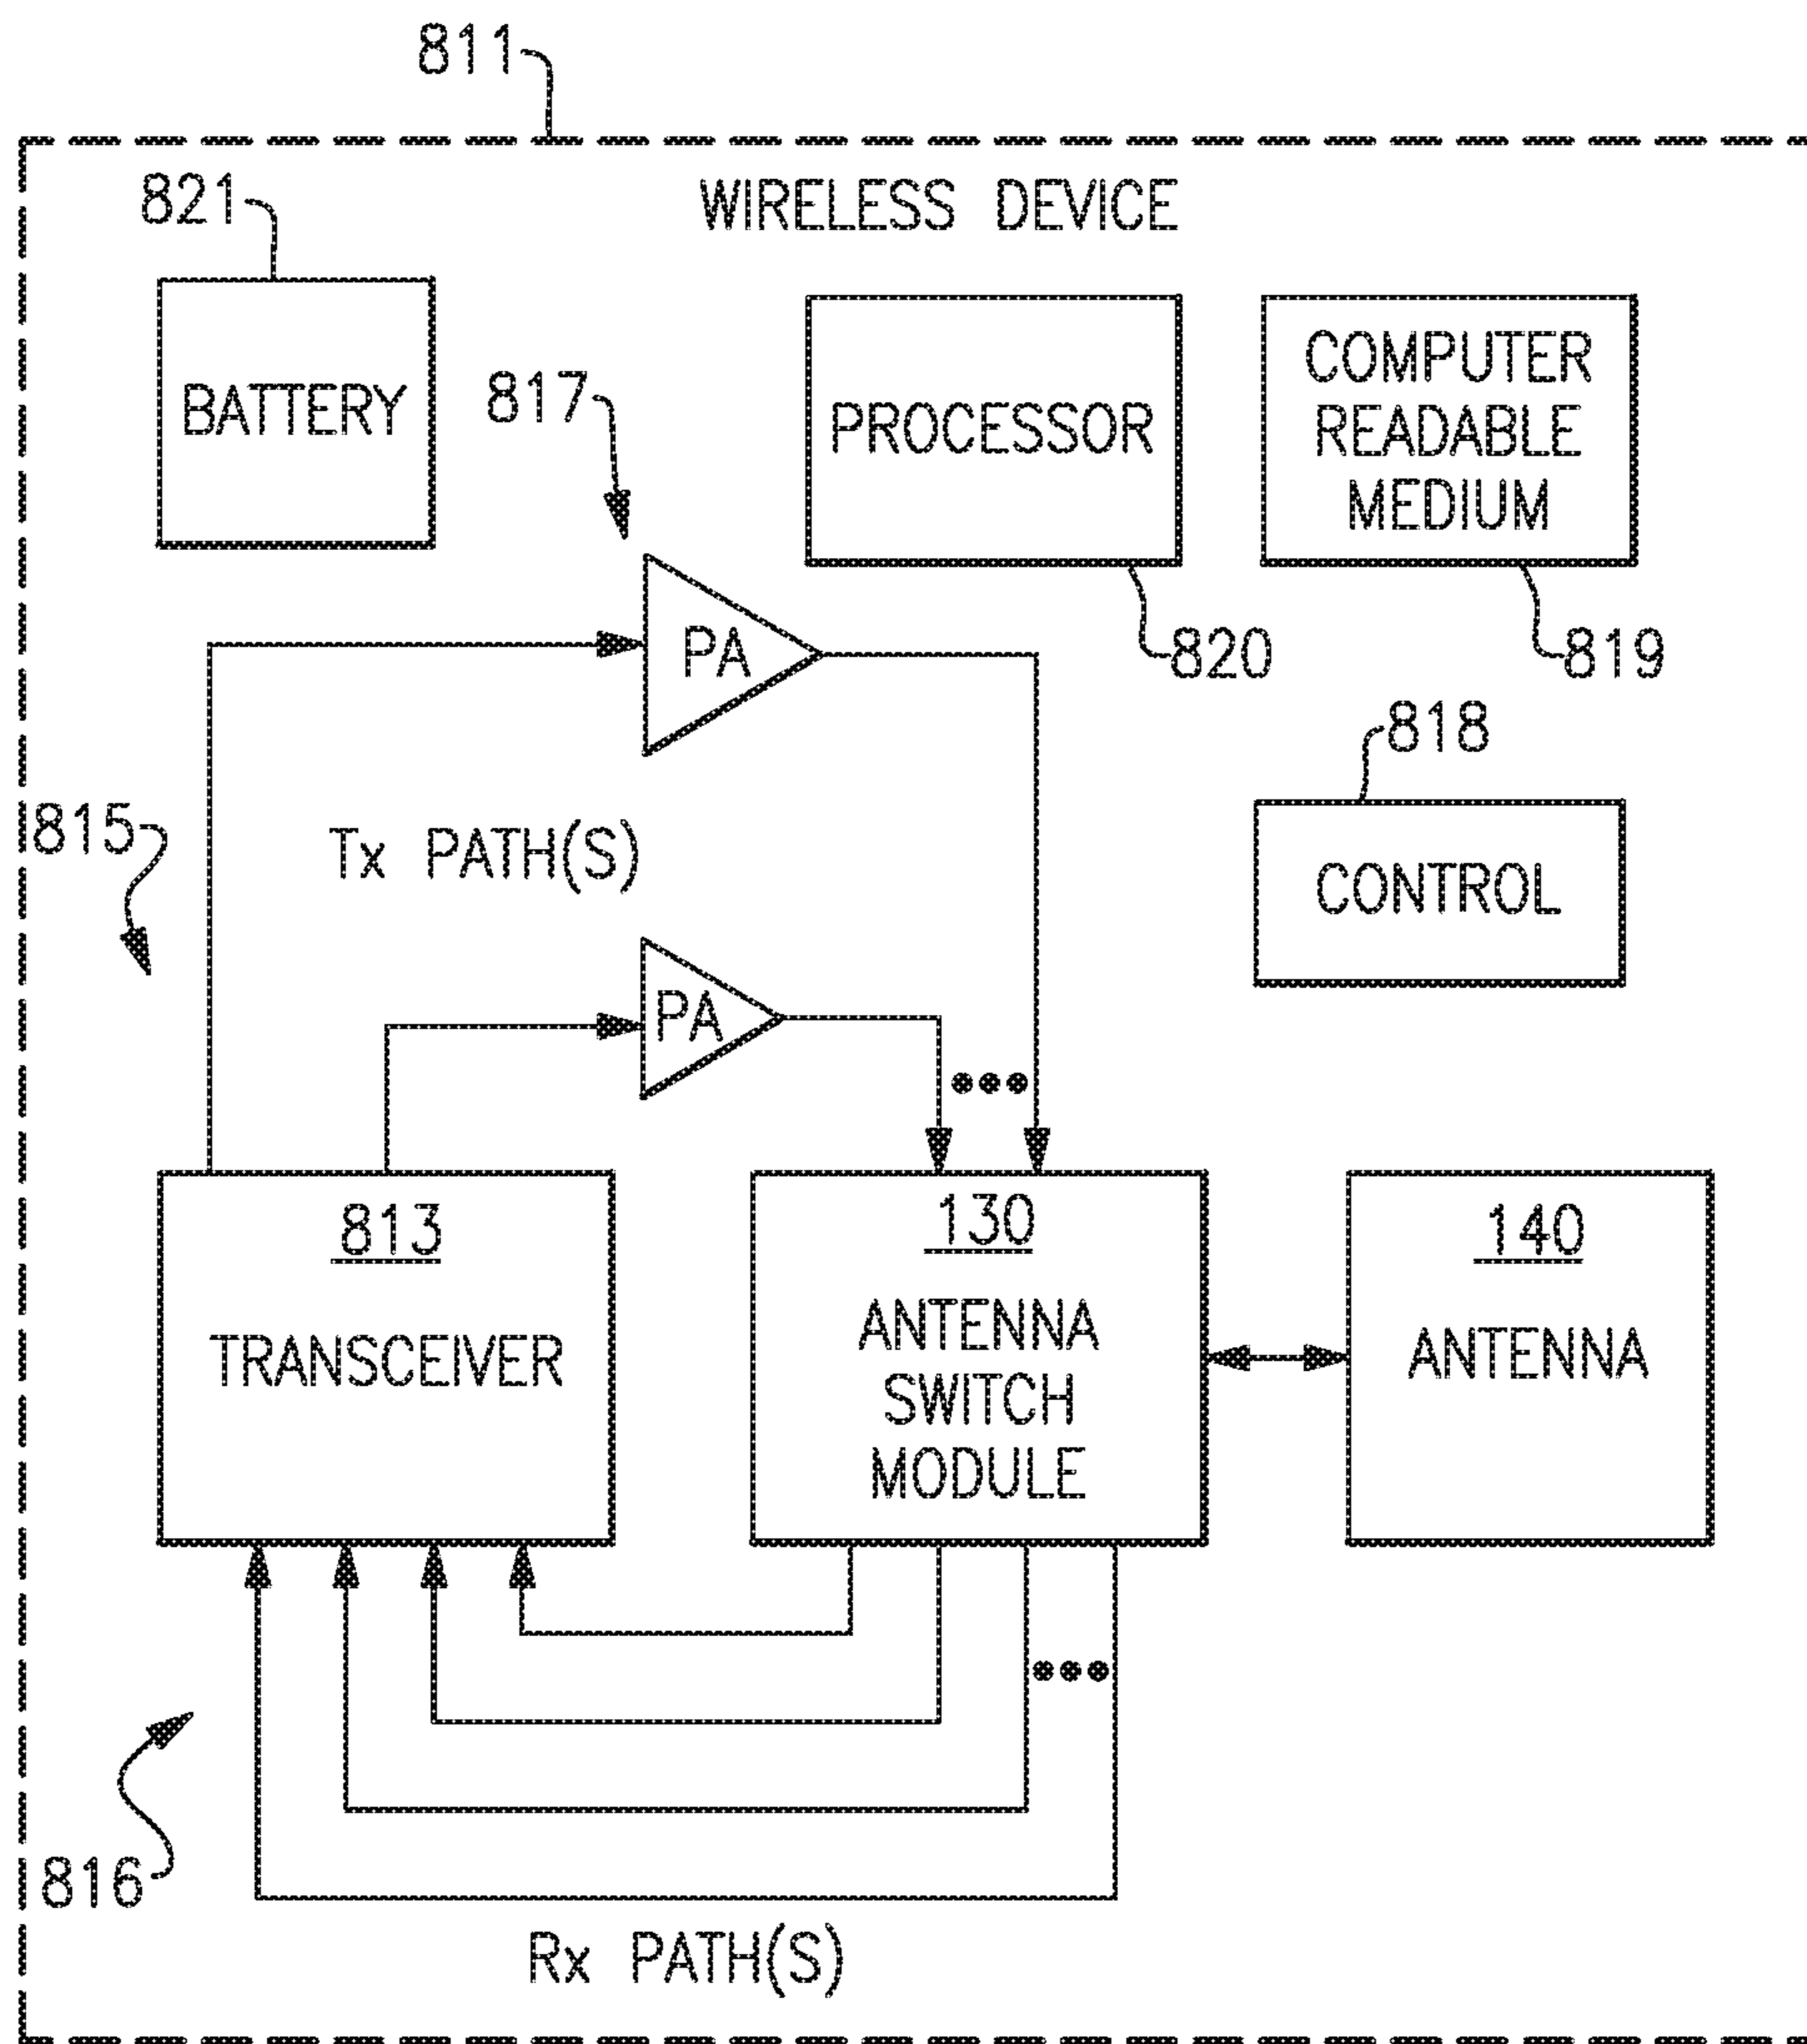 811
WIRELESS DEVICE
821
BATTERY
817
PROCESSOR
COMPUTER
READABLE
MEDIUM
PA
820
819
818
815
Tx PATH(S)
CONTROL
PA
813
TRANSCEIVER
130
ANTENNA
SWITCH
MODULE
140
ANTENNA
816
Rx PATH(S)